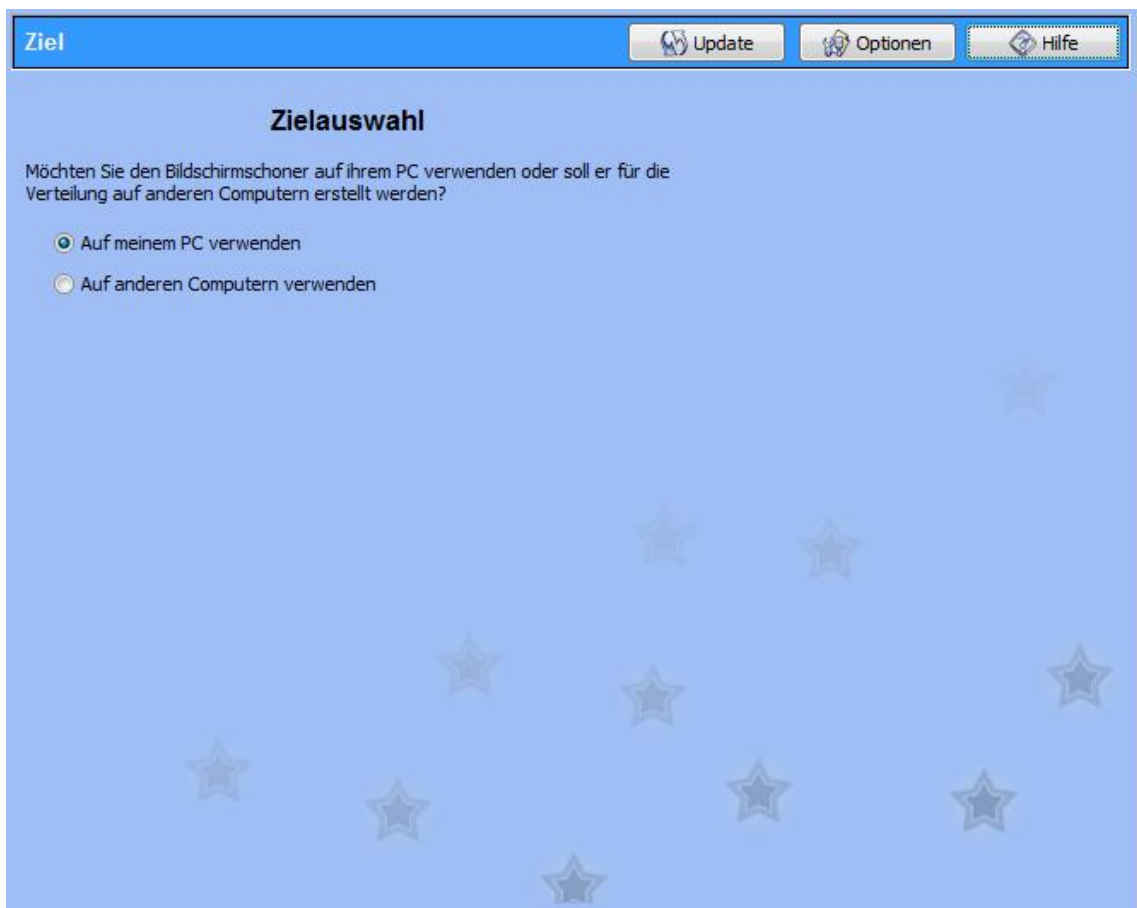 Ziel
Update
Optionen
Hilfe
Zielauswahl
Möchten Sie den Bildschirmschoner auf ihrem PC verwenden oder soll er für die
Verteilung auf anderen Computern erstellt werden?
Auf meinem PC verwenden
Auf anderen Computern verwenden